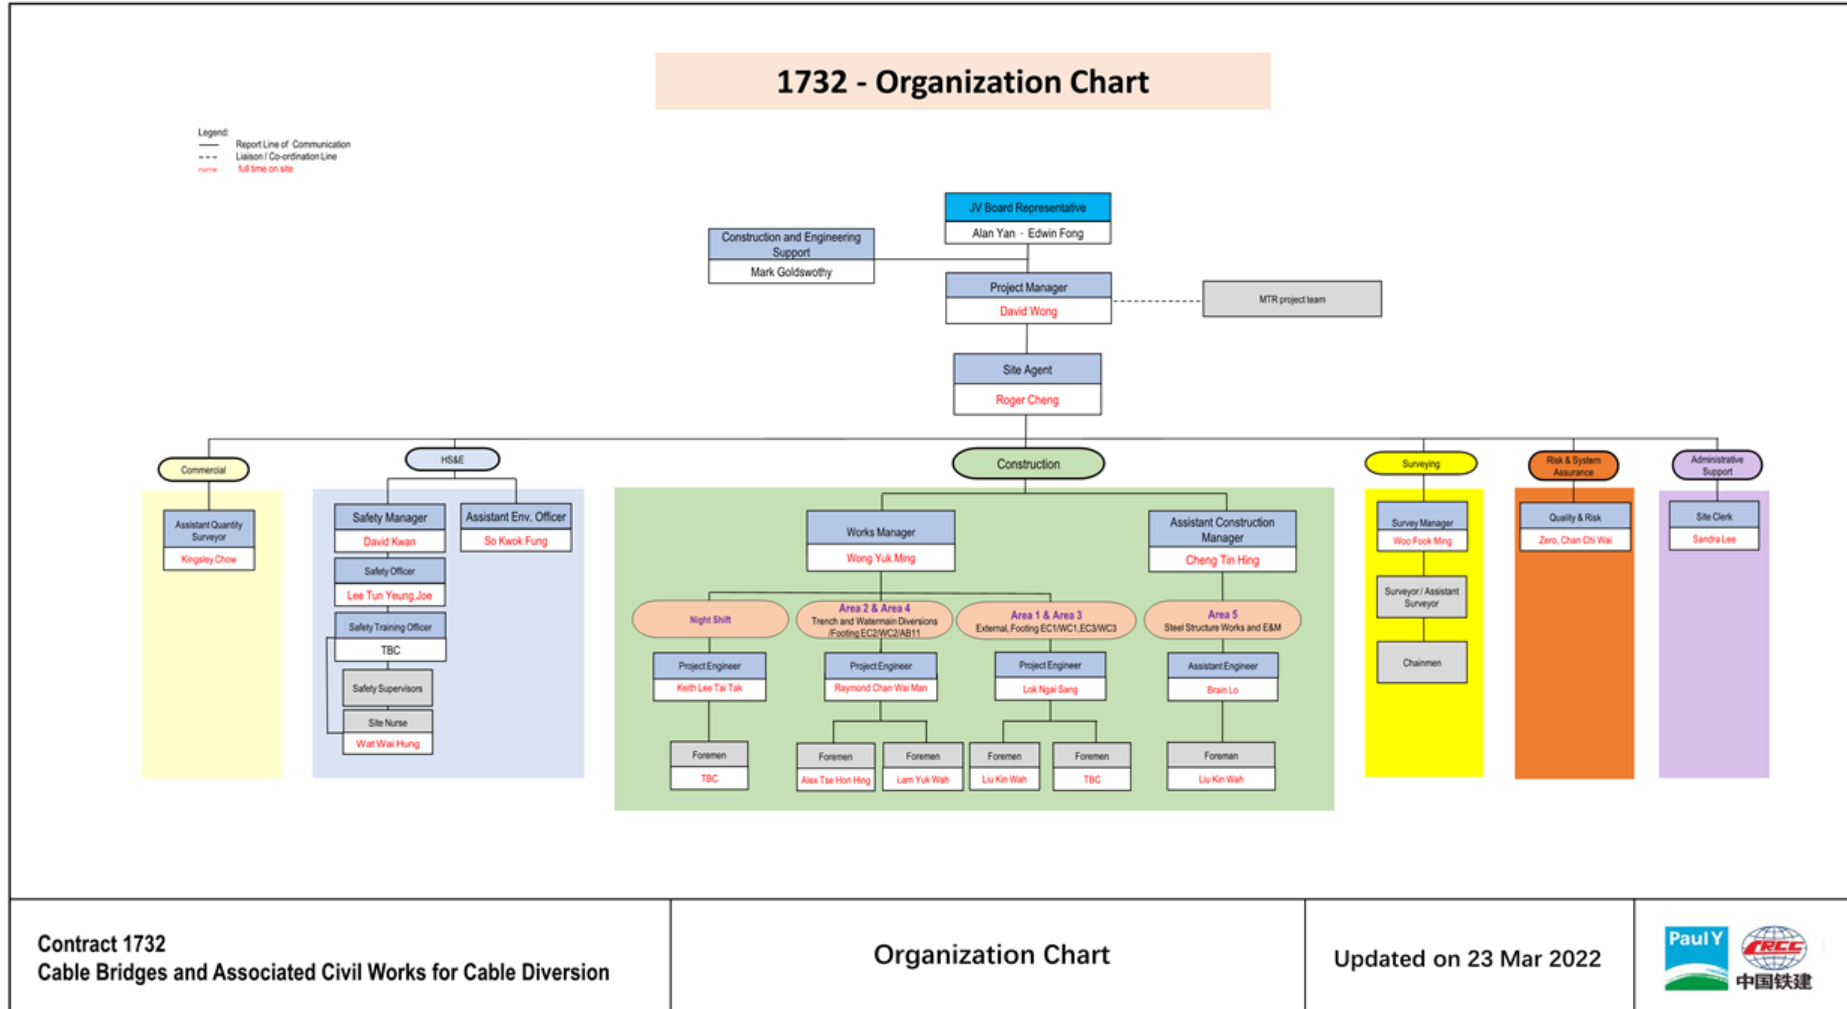 1732 - Organization Chart
Legend:
Report Line of Communication
Liaison / Co-ordination Line
name full time on site
JV Board Representative
Alan Yan - Edwin Fong
Construction and Engineering
Support
Mark Goldswothy
Project Manager
David Wong
MTR project team
Site Agent
Roger Cheng
Commercial
HS&E
Construction
Surveying
Risk & System
Assurance
Administrative
Support
Assistant Quantity
Surveyor
Kingsley Chow
Safety Manager
David Kwan
Assistant Env. Officer
So Kwok Fung
Safety Officer
Lee Tun Yeung,Joe
Safety Training Officer
TBC
Safety Supervisors
Site Nurse
Wat Wai Hung
Works Manager
Wong Yuk Ming
Assistant Construction
Manager
Cheng Tin Hing
Night Shift
Area 2 & Area 4
Trench and Watermain Diversions
/Footing EC2/WC2/AB11
Area 1 & Area 3
External, Footing EC1/WC1,EC3/WC3
Area 5
Steel Structure Works and E&M
Project Engineer
Keith Lee Tai Tak
Project Engineer
Raymond Chan Wai Man
Project Engineer
Lok Ngai Sang
Assistant Engineer
Brain Lo
Foremen
TBC
Foremen
Alex Tse Hon Hing
Foremen
Lam Yuk Wah
Foremen
Liu Kin Wah
Foremen
TBC
Foreman
Liu Kin Wah
Survey Manager
Woo Fook Ming
Surveyor / Assistant
Surveyor
Chainmen
Quality & Risk
Zero, Chan Chi Wai
Site Clerk
Sandra Lee
Contract 1732
Cable Bridges and Associated Civil Works for Cable Diversion
Organization Chart
Updated on 23 Mar 2022
Paul Y
CRCC
中国铁建